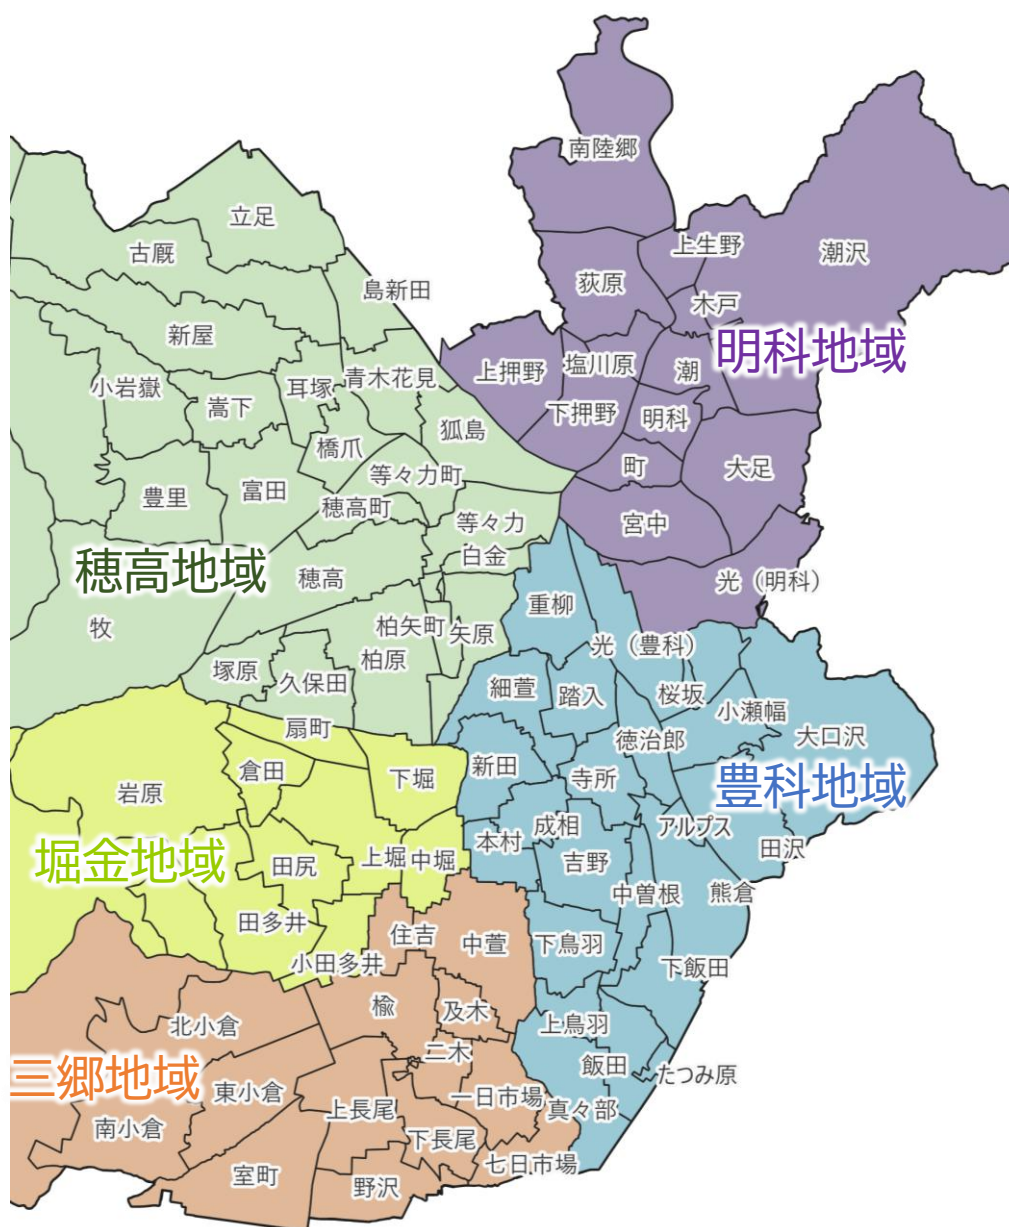 南陸郷
立足
上生野
潮沢
古厩
荻原
島新田
木戸
新屋
明科地域
上押野
塩川原
潮
小岩嶽
耳塚
青木花見
嵩下
下押野
明科
狐島
橋爪
町
大足
等々力町
豊里
富田
穂高町
等々力
宮中
白金
穂高地域
穂高
光（明科）
重柳
牧
柏矢町
矢原
光（豊科）
柏原
塚原
久保田
細萱
踏入
桜坂
小瀬幅
扇町
徳治郎
大口沢
倉田
新田
下堀
寺所
豊科地域
岩原
成相
アルプス
本村
田沢
堀金地域
田尻
上堀
中堀
吉野
中曽根
熊倉
田多井
住吉
中萱
下鳥羽
小田多井
下飯田
楡
及木
北小倉
上鳥羽
二木
飯田
たつみ原
三郷地域
東小倉
一日市場
上長尾
真々部
南小倉
下長尾
七日市場
室町
野沢